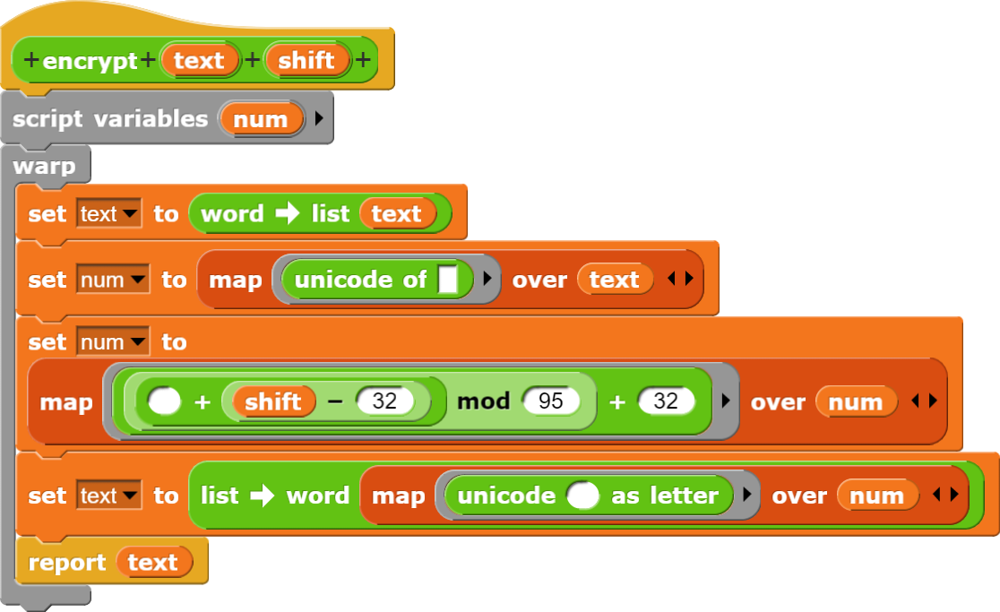 +encrypt+ text + shift +
script variables num
warp
set text to word → list text
set num to map unicode of over text
set num to
map + shift − 32 mod 95 + 32 over num
set text to list → word map unicode as letter over num
report text